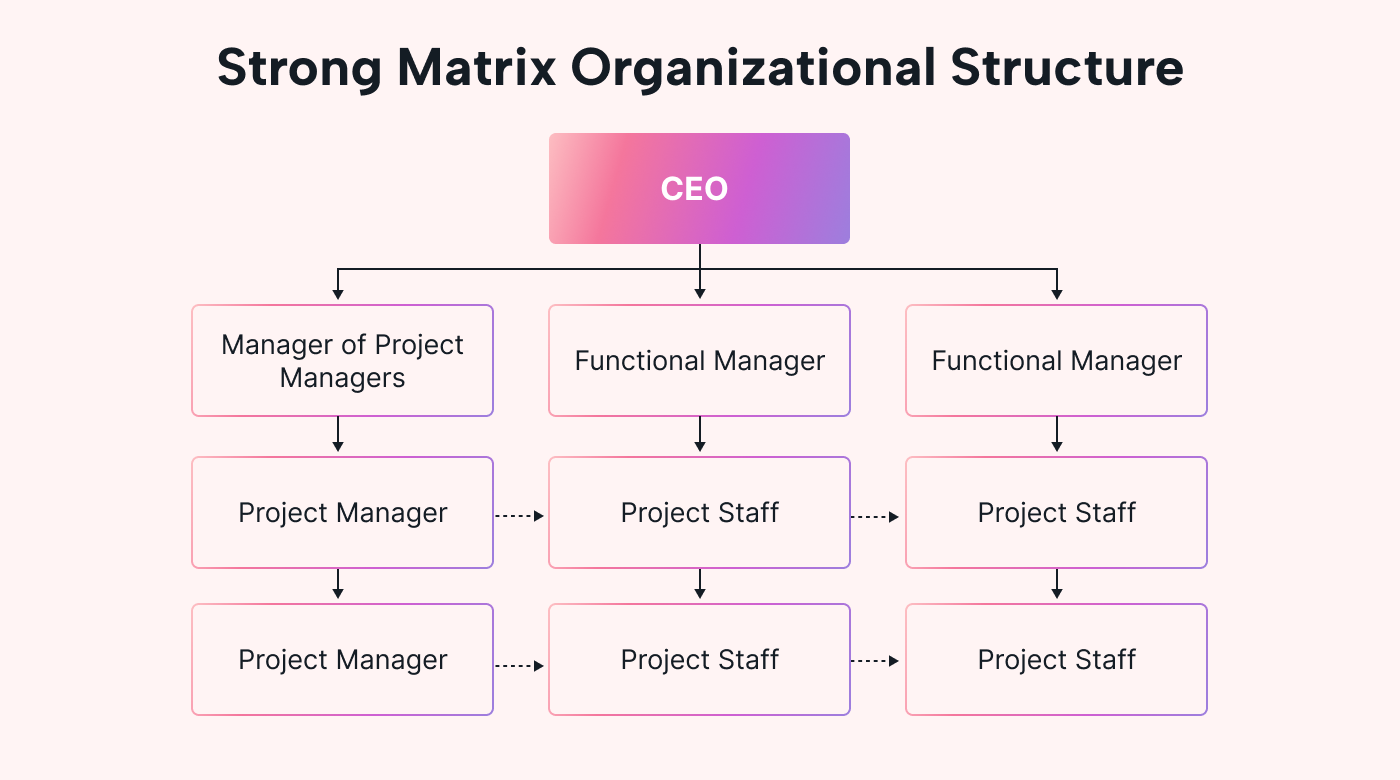 Strong Matrix Organizational Structure
CEO
Manager of Project
Managers
Functional Manager
Functional Manager
Project Manager
Project Staff
Project Staff
Project Manager
Project Staff
Project Staff